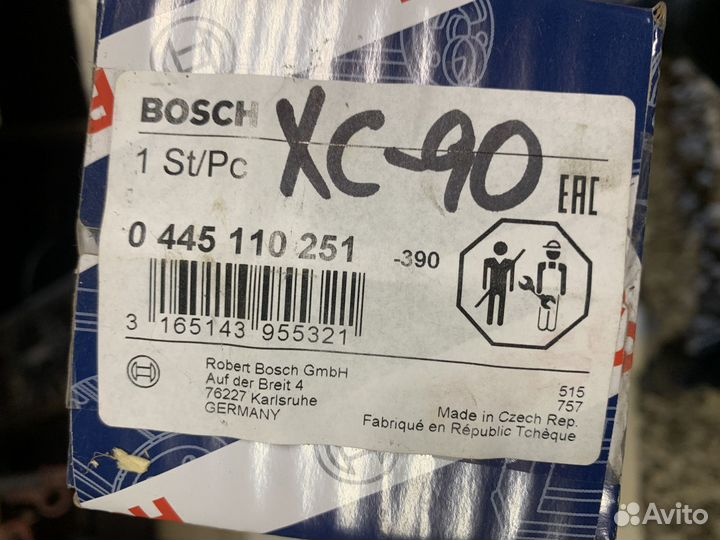 BOSCH
XC-90
1 St/Pc
EAC
0 445 110 251
-390
3 165143 955321
Robert Bosch GmbH
Auf der Breit 4
76227 Karlsruhe
GERMANY
515
757
Made in Czech Rep.
Fabriqué en Républic Tchèque
Avito